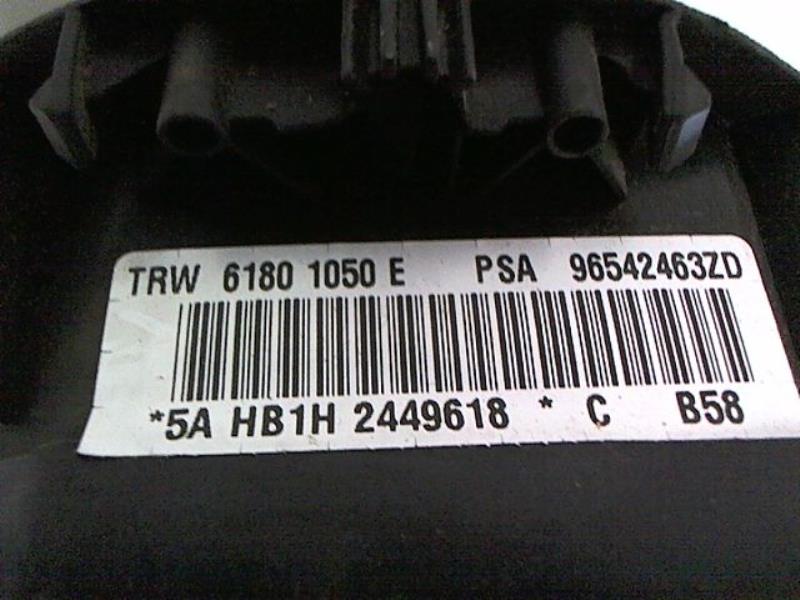 TRW 6180 1050 E PSA 96542463ZD
*5A HB1H 2449618 * C B58